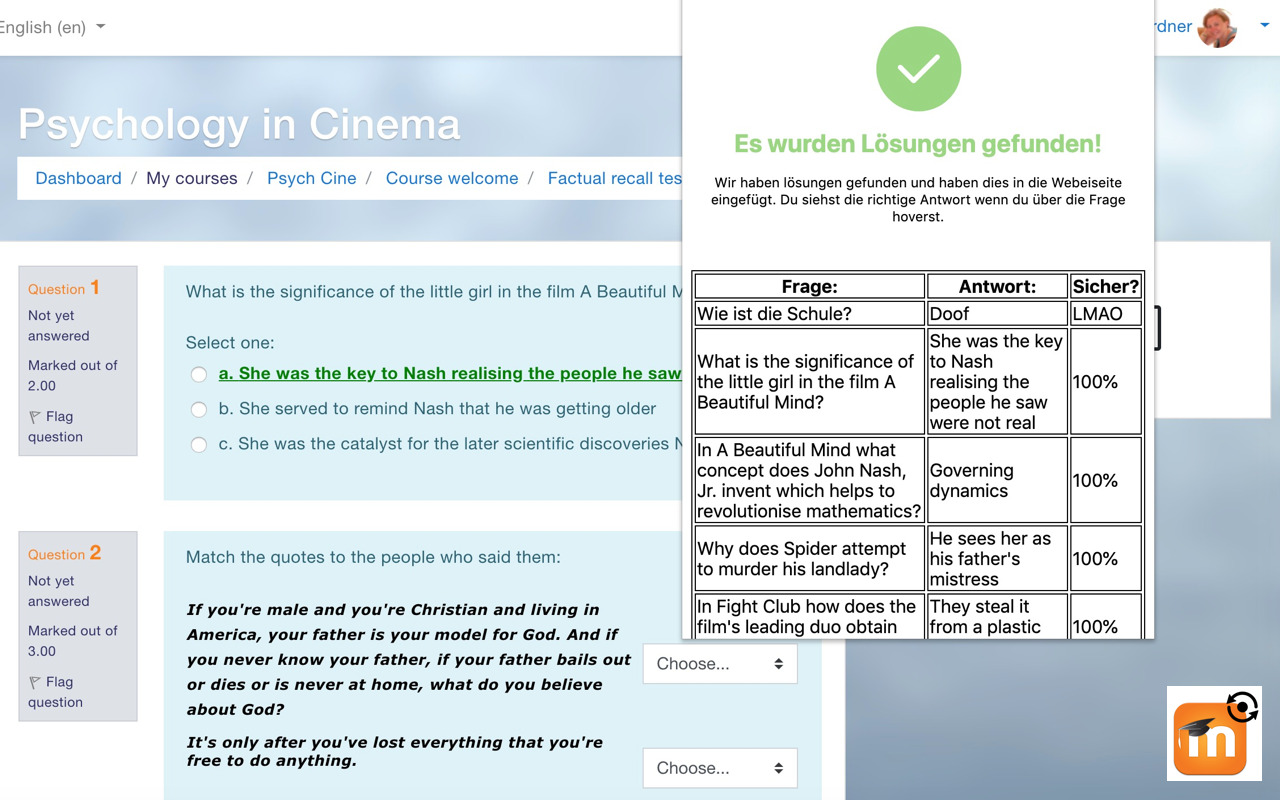 English (en)
rdner
Psychology in Cinema
Dashboard / My courses / Psych Cine / Course welcome / Factual recall tes
Question 1
Not yet
answered
Marked out of
2.00
Flag
question
What is the significance of the little girl in the film A Beautiful M
Select one:
a. She was the key to Nash realising the people he saw
b. She served to remind Nash that he was getting older
c. She was the catalyst for the later scientific discoveries N
Question 2
Not yet
answered
Marked out of
3.00
Flag
question
Match the quotes to the people who said them:
If you're male and you're Christian and living in
America, your father is your model for God. And if
you never know your father, if your father bails out
or dies or is never at home, what do you believe
about God?
Choose...
It's only after you've lost everything that you're
free to do anything.
Choose...
Es wurden Lösungen gefunden!
Wir haben lösungen gefunden und haben dies in die Webeiseite
eingefügt. Du siehst die richtige Antwort wenn du über die Frage
hoverst.
Frage: Antwort: Sicher?
Wie ist die Schule? Doof LMAO
What is the significance of
the little girl in the film A
Beautiful Mind?
She was the key
to Nash
realising the
people he saw
were not real
100%
In A Beautiful Mind what
concept does John Nash,
Jr. invent which helps to
revolutionise mathematics?
Governing
dynamics
100%
Why does Spider attempt
to murder his landlady?
He sees her as
his father's
mistress
100%
In Fight Club how does the
film's leading duo obtain
They steal it
from a plastic
100%
m